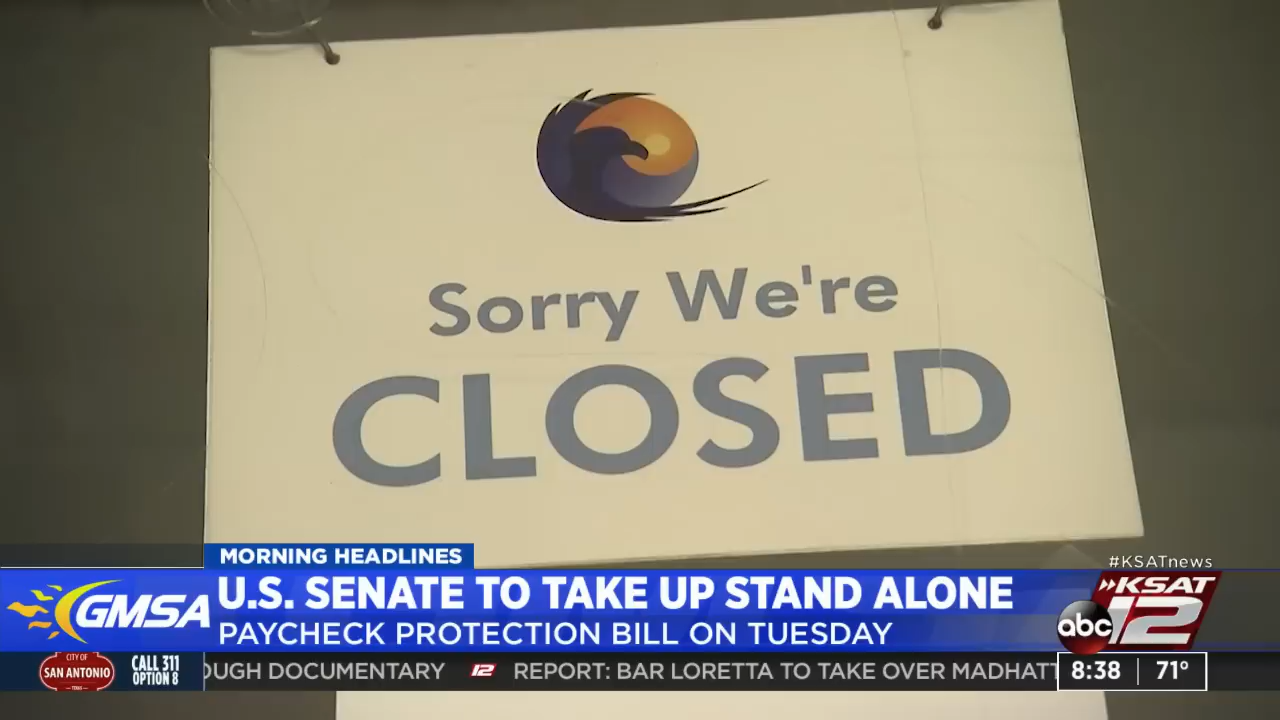 Sorry We're
CLOSED
MORNING HEADLINES
#KSATnews
GMSA
U.S. SENATE TO TAKE UP STAND ALONE
PAYCHECK PROTECTION BILL ON TUESDAY
abc
KSAT
12
CITY OF
SAN ANTONIO
TEXAS
CALL 311
OPTION 8
OUGH DOCUMENTARY 12 REPORT: BAR LORETTA TO TAKE OVER MADHATT
8:38 71°